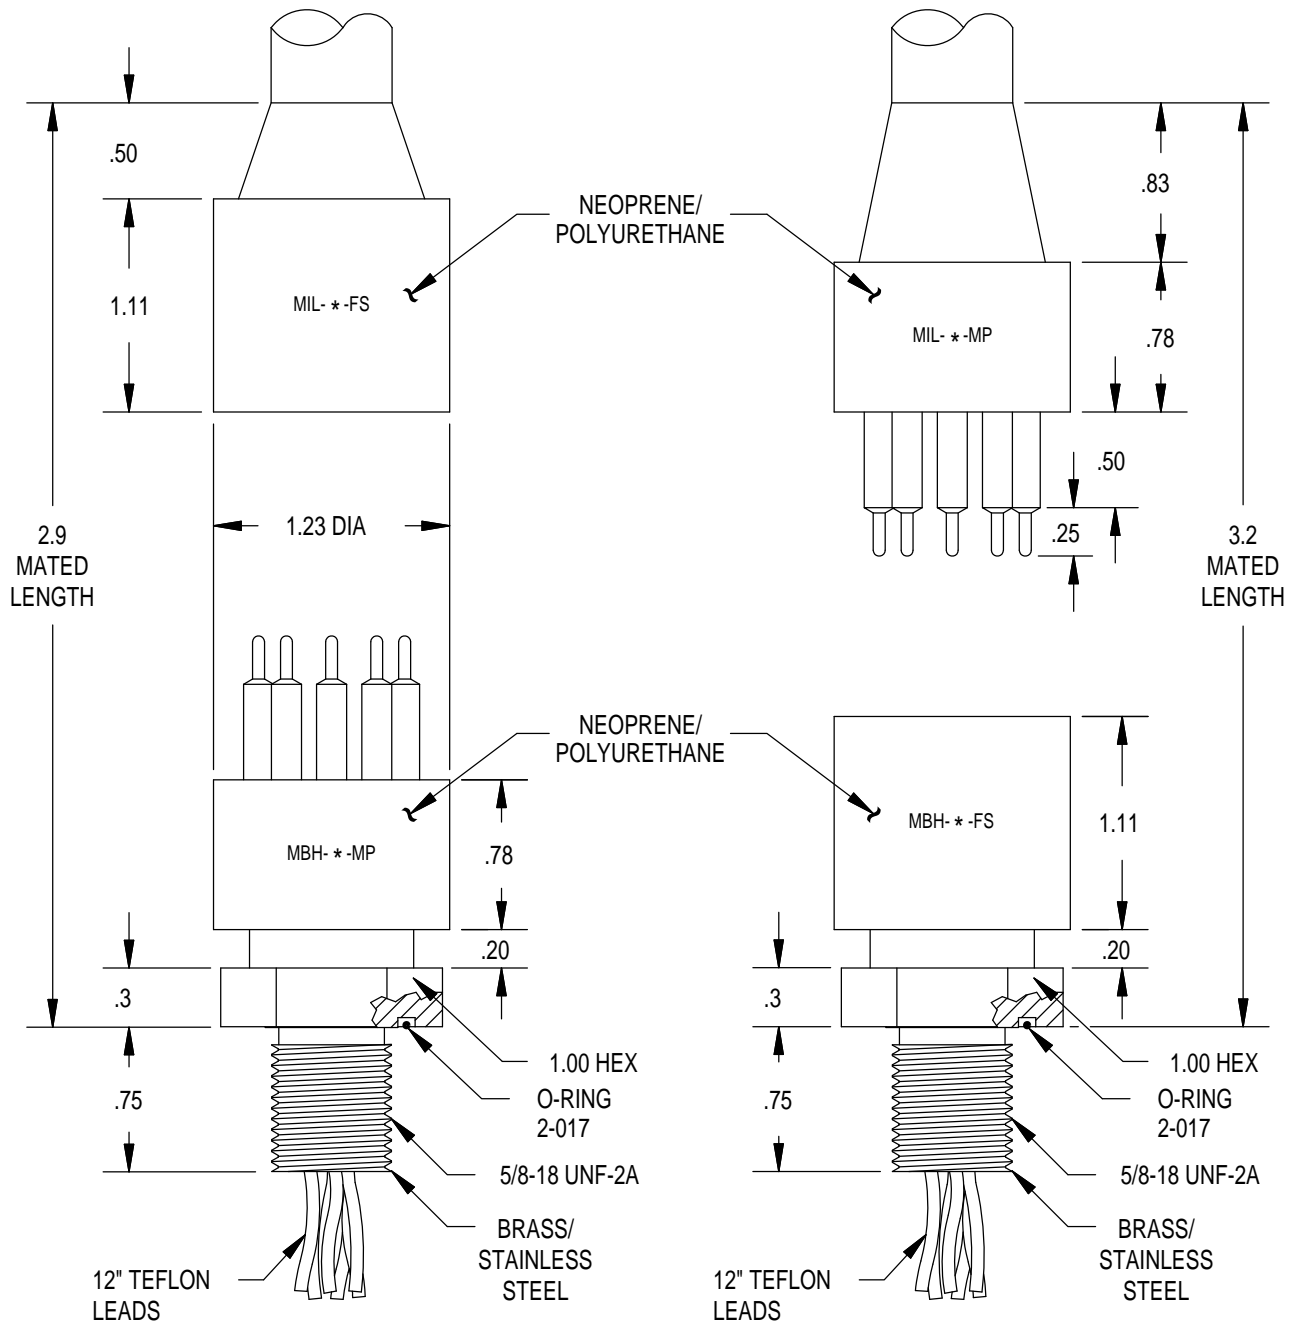 .50
NEOPRENE/
POLYURETHANE
.83
1.11
MIL- * -FS
MIL- * -MP
.78
.50
2.9
MATED
LENGTH
1.23 DIA
.25
3.2
MATED
LENGTH
NEOPRENE/
POLYURETHANE
MBH- * -MP
.78
MBH- * -FS
1.11
.20
.20
.3
.3
1.00 HEX
1.00 HEX
.75
O-RING
2-017
.75
O-RING
2-017
5/8-18 UNF-2A
5/8-18 UNF-2A
BRASS/
STAINLESS
STEEL
BRASS/
STAINLESS
STEEL
12" TEFLON
LEADS
12" TEFLON
LEADS